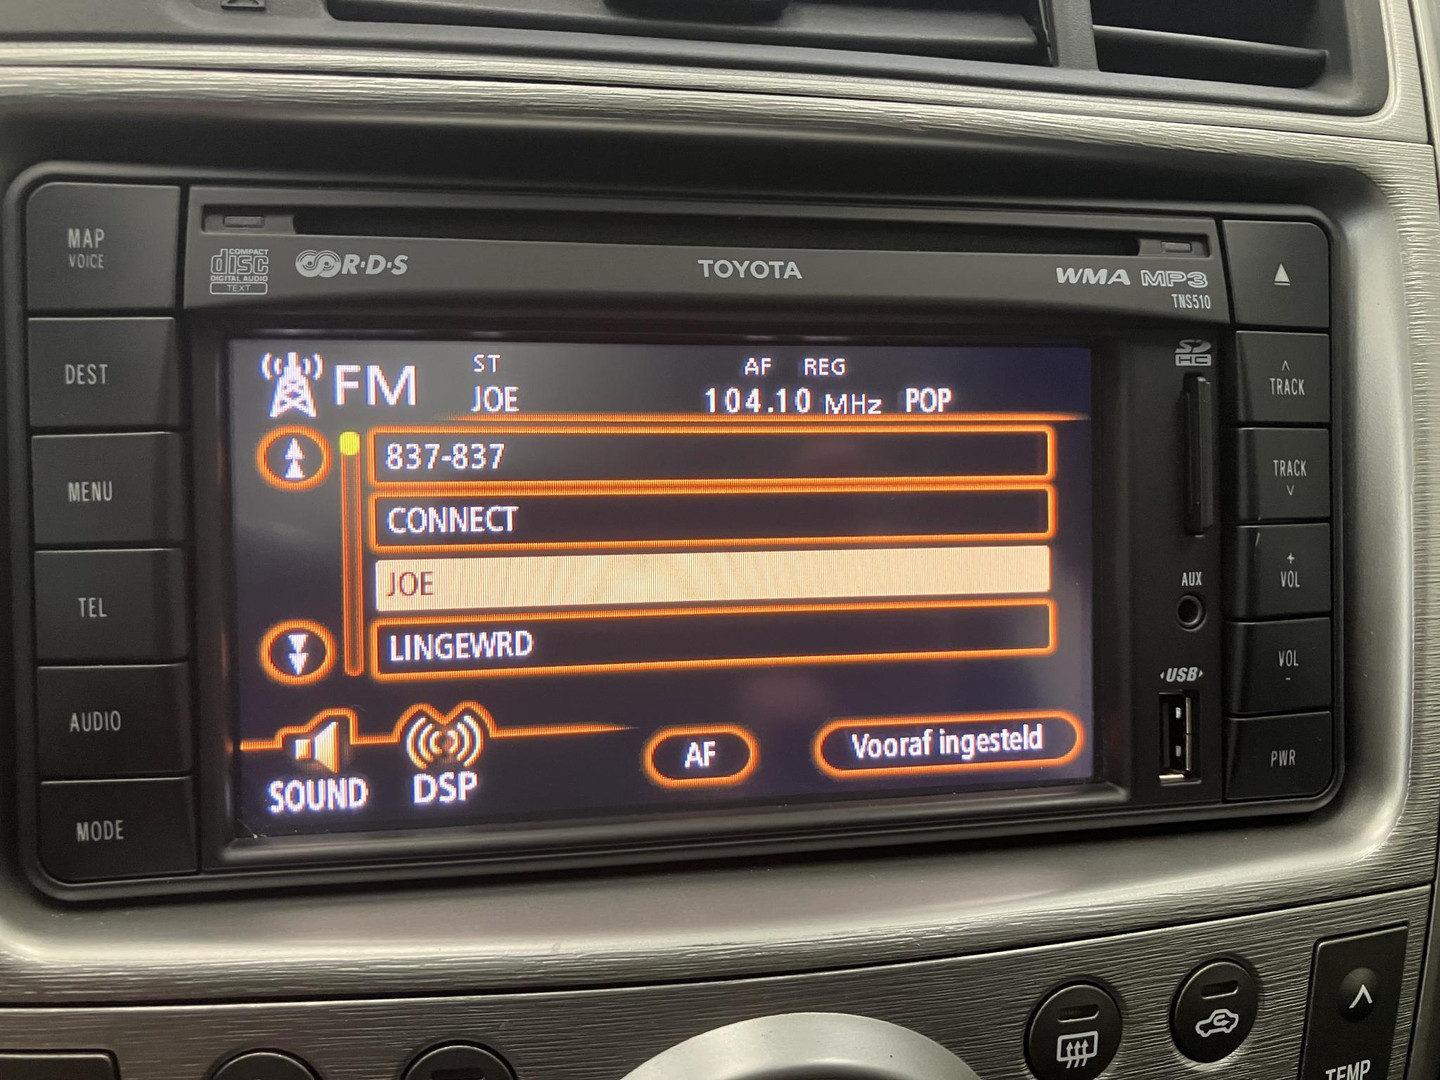 MAP
VOICE
DEST
MENU
TEL
AUDIO
MODE
COMPACT
disc
DIGITAL AUDIO
TEXT
R·D·S
TOYOTA
WMA MP3
TNS510
FM
ST
JOE
AF REG
104.10 MHz POP
837-837
CONNECT
JOE
LINGEWRD
SOUND
DSP
AF
Vooraf ingesteld
SD
HC
AUX
USB
TRACK
TRACK
+
VOL
VOL
-
PWR
TEMP